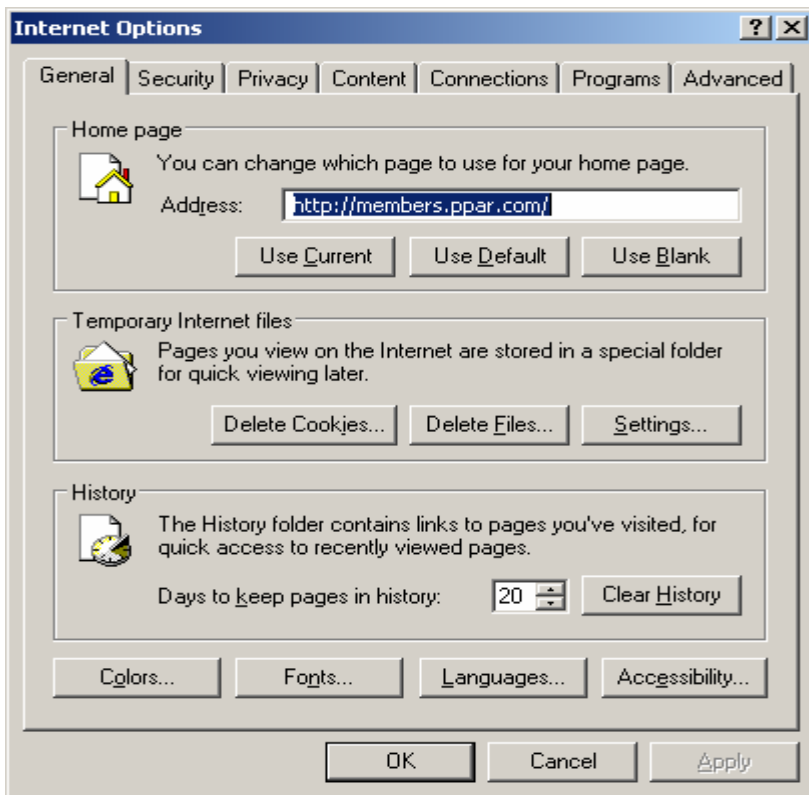 Internet Options
General Security Privacy Content Connections Programs Advanced
Home page
You can change which page to use for your home page.
Address: http://members.ppar.com/
Use Current Use Default Use Blank
Temporary Internet files
Pages you view on the Internet are stored in a special folder
for quick viewing later.
Delete Cookies... Delete Files... Settings...
History
The History folder contains links to pages you've visited, for
quick access to recently viewed pages.
Days to keep pages in history: 20 Clear History
Colors... Fonts... Languages... Accessibility...
OK Cancel Apply